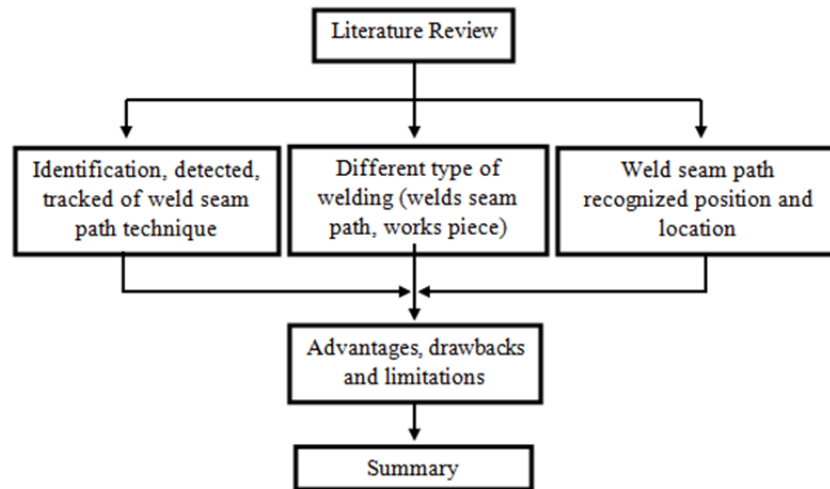 Literature Review
Identification, detected,
tracked of weld seam
path technique
Different type of
welding (welds seam
path, works piece)
Weld seam path
recognized position and
location
Advantages, drawbacks
and limitations
Summary